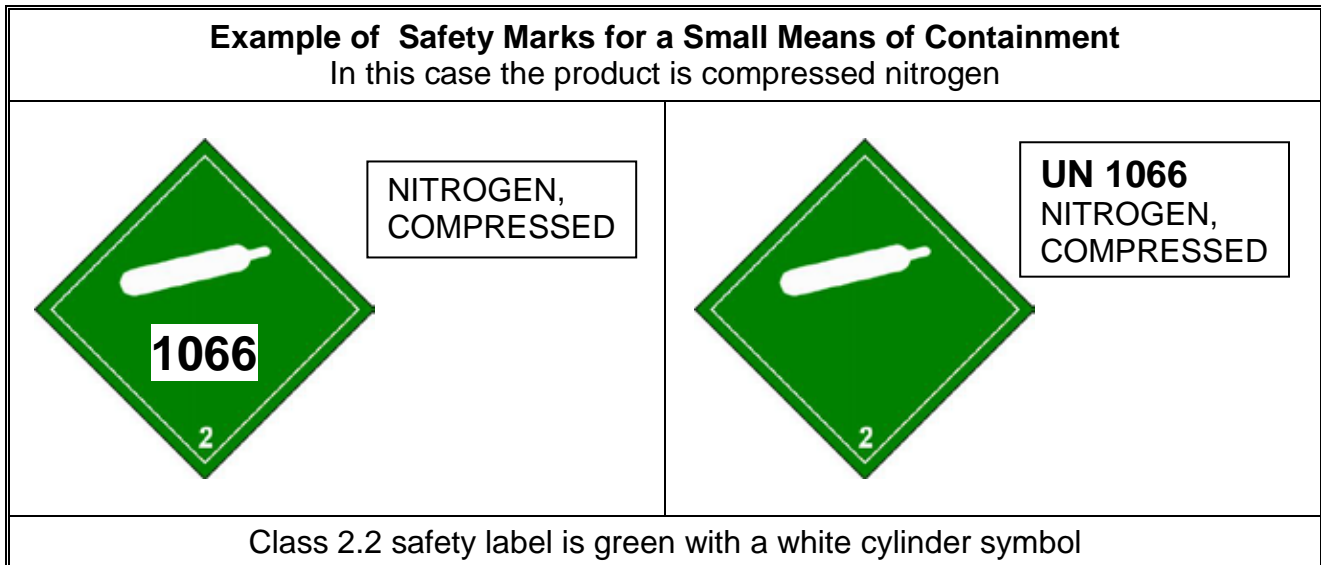 Example of Safety Marks for a Small Means of Containment
In this case the product is compressed nitrogen
NITROGEN,
COMPRESSED
1066
2
UN 1066
NITROGEN,
COMPRESSED
2
Class 2.2 safety label is green with a white cylinder symbol